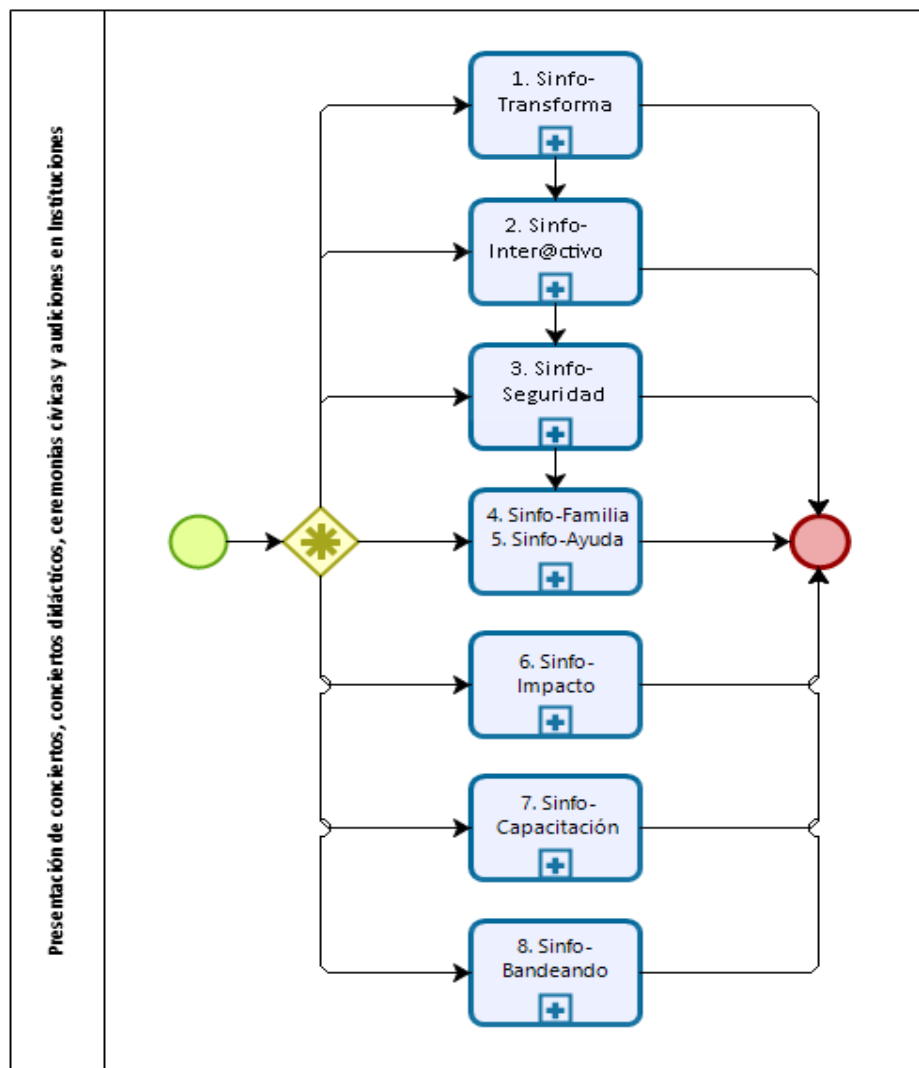 Presentación de conciertos, conciertos didácticos, ceremonias cívicas y audiciones en Instituciones
1. Sinfo-
Transforma
2. Sinfo-
Inter@ctivo
3. Sinfo-
Seguridad
4. Sinfo-Familia
5. Sinfo-Ayuda
6. Sinfo-
Impacto
7. Sinfo-
Capacitación
8. Sinfo-
Bandeando